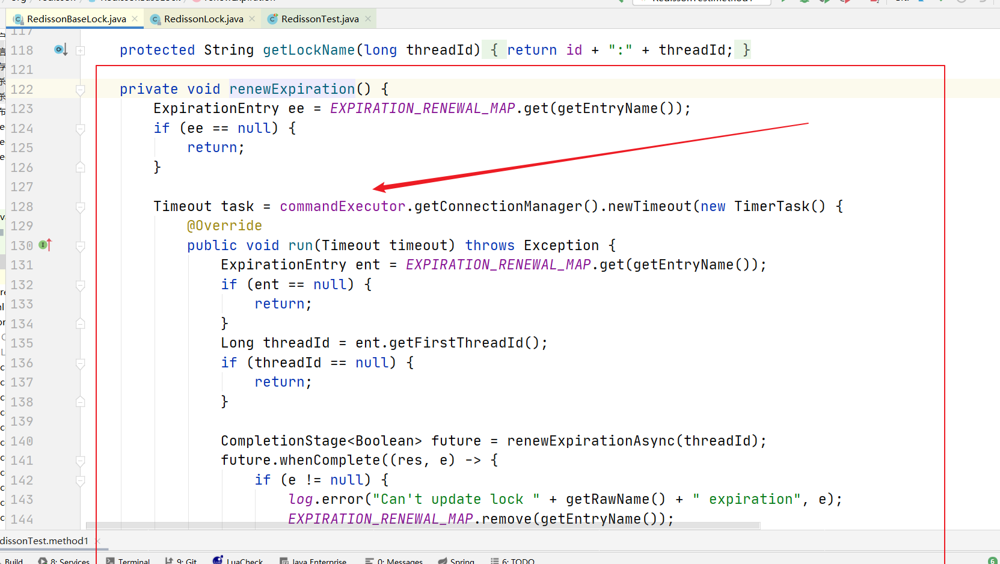 RedissonBaseLock.java RedissonLock.java RedissonTest.java
117
118 protected String getLockName(long threadId) { return id + ":" + threadId; }
121
122 private void renewExpiration() {
123 ExpirationEntry ee = EXPIRATION_RENEWAL_MAP.get(getEntryName());
124 if (ee == null) {
125 return;
126 }
127
128 Timeout task = commandExecutor.getConnectionManager().newTimeout(new TimerTask() {
129 @Override
130 public void run(Timeout timeout) throws Exception {
131 ExpirationEntry ent = EXPIRATION_RENEWAL_MAP.get(getEntryName());
132 if (ent == null) {
133 return;
134 }
135 Long threadId = ent.getFirstThreadId();
136 if (threadId == null) {
137 return;
138 }
139
140 CompletionStage<Boolean> future = renewExpirationAsync(threadId);
141 future.whenComplete((res, e) -> {
142 if (e != null) {
143 log.error("Can't update lock " + getRawName() + " expiration", e);
144 EXPIRATION_RENEWAL_MAP.remove(getEntryName());
dissonTest.method1
Build 8: Services Terminal 9: Git LuaCheck Java Enterprise 0: Messages Spring 6: TODO 6